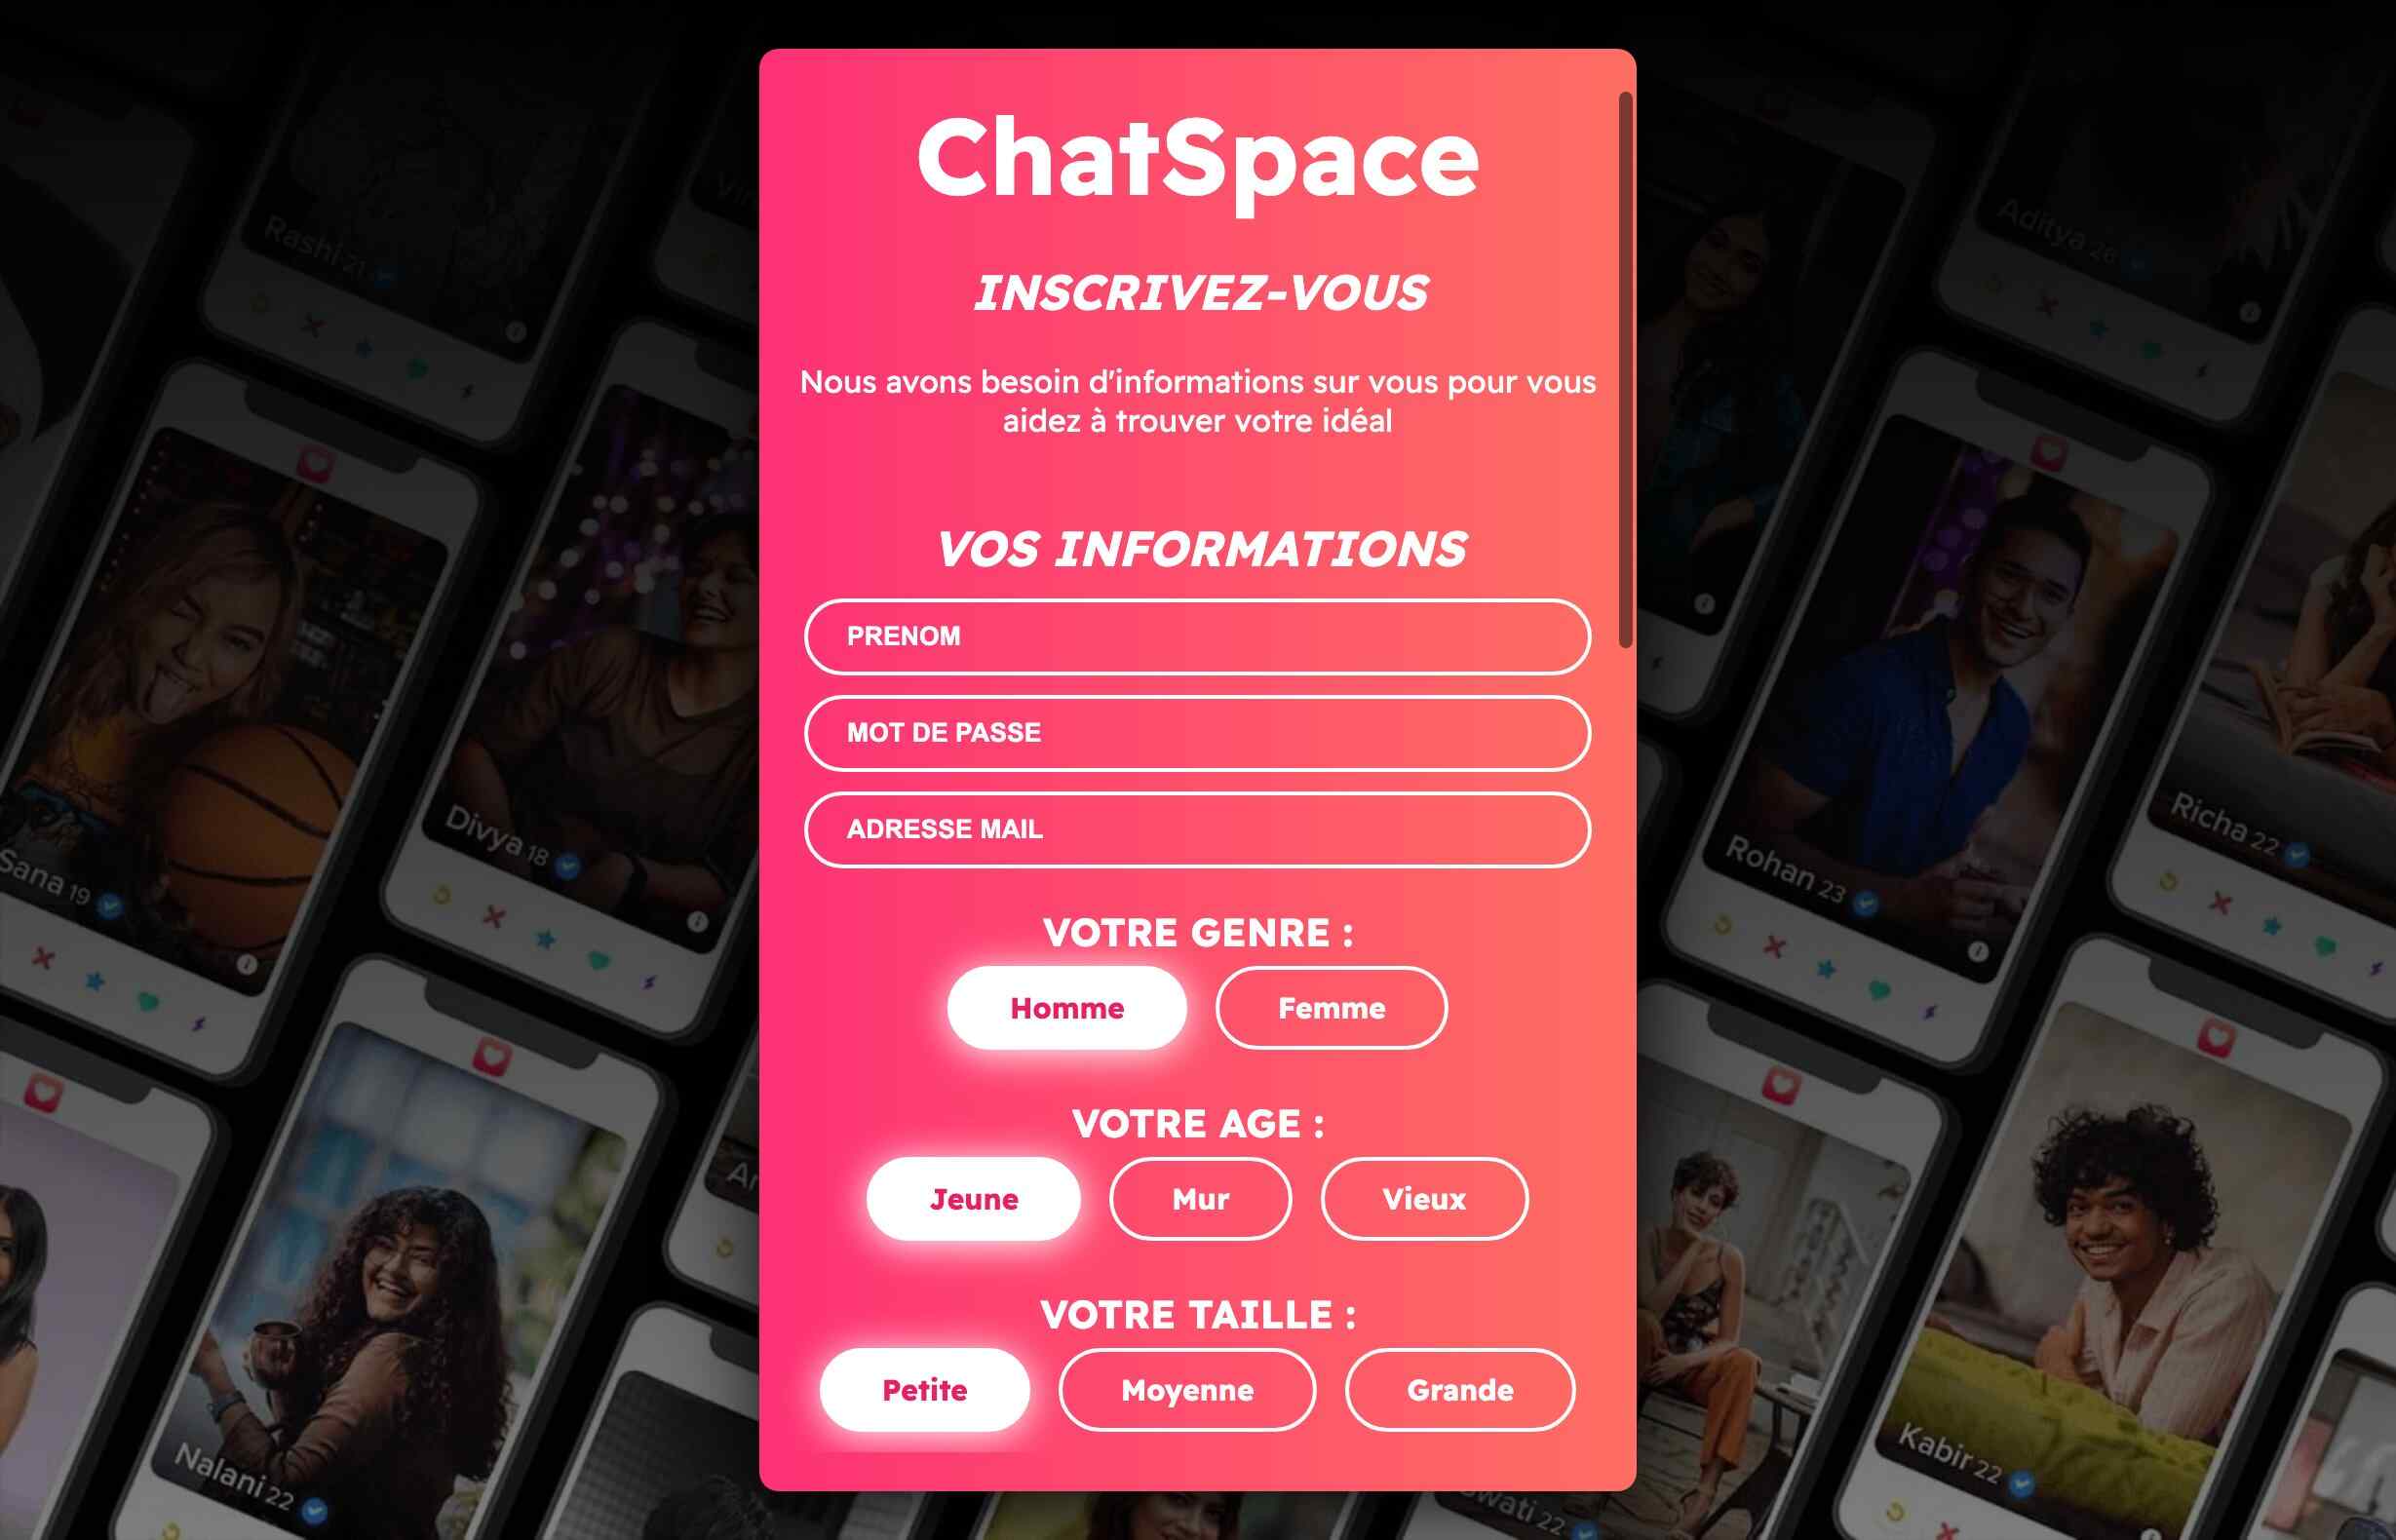 ChatSpace
INSCRIVEZ-VOUS
Nous avons besoin d'informations sur vous pour vous
aidez à trouver votre idéal
VOS INFORMATIONS
PRENOM
MOT DE PASSE
ADRESSE MAIL
VOTRE GENRE :
Homme Femme
VOTRE AGE :
Jeune Mur Vieux
VOTRE TAILLE :
Petite Moyenne Grande
Rashi 21
Aditya 26
Divya 18
Sana 19
Rohan 23
Richa 22
Nalani 22
Kabir 22
Swati 22